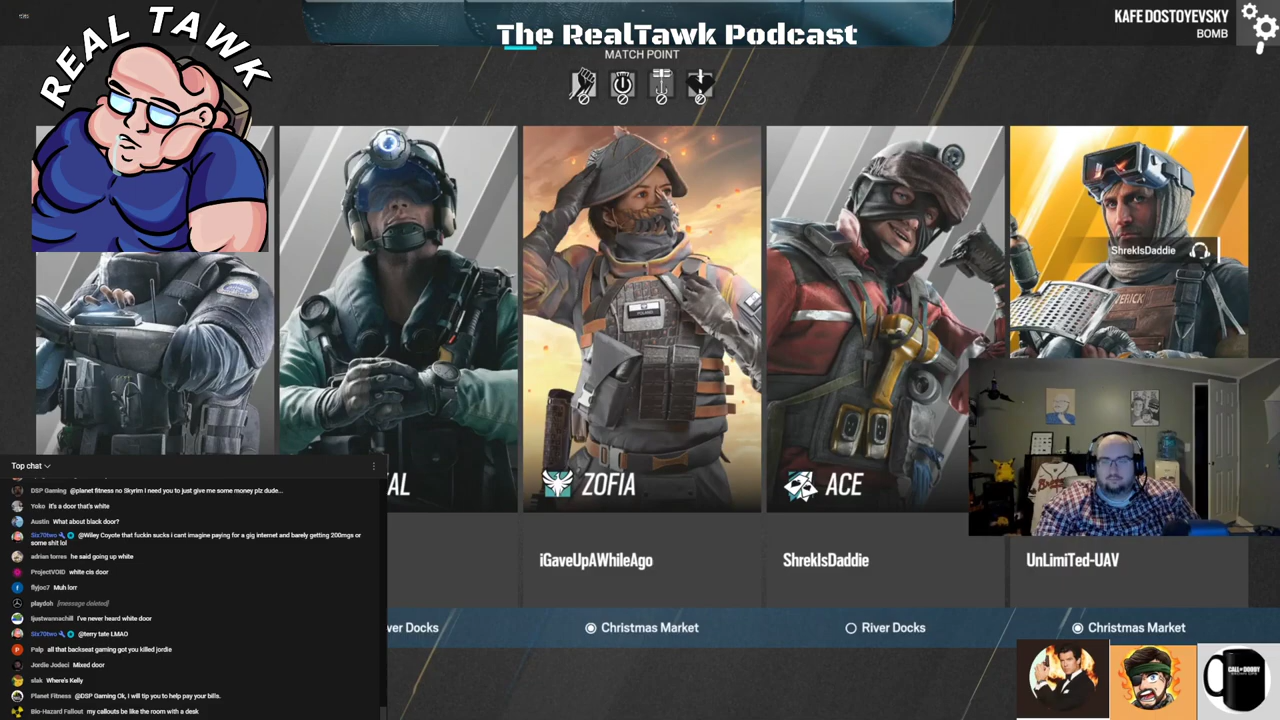 REAL TAWK
The RealTawk Podcast
MATCH POINT
KAFE DOSTOYEVSKY
BOMB
ShrekIsDaddie
VERICK
AL
ZOFIA
ACE
iGaveUpAWhileAgo
ShrekIsDaddie
UnLimiTed-UAV
ver Docks
Christmas Market
River Docks
Christmas Market
Top chat
DSP Gaming @planet fitness no Skyrim I need you to just give me some money plz dude...
Yoko It's a door that's white
Austin What about black door?
Six70two @Wiley Coyote that fuckin sucks i cant imagine paying for a gig internet and barely getting 200mgs or
some shit lol
adrian torres he said going up white
ProjectVOID white cis door
flyjoc7 Muh lorr
playdoh [message deleted]
Ijustwannachill I've never heard white door
Six70two @terry tate LMAO
Pulp all that backseat gaming got you killed jordie
Jordie Jodeci Mixed door
slak Where's Kelly
Planet Fitness @DSP Gaming Ok, I will tip you to help pay your bills.
Bio-Hazard Fallout my callouts be like the room with a desk
CALL OF DOODY